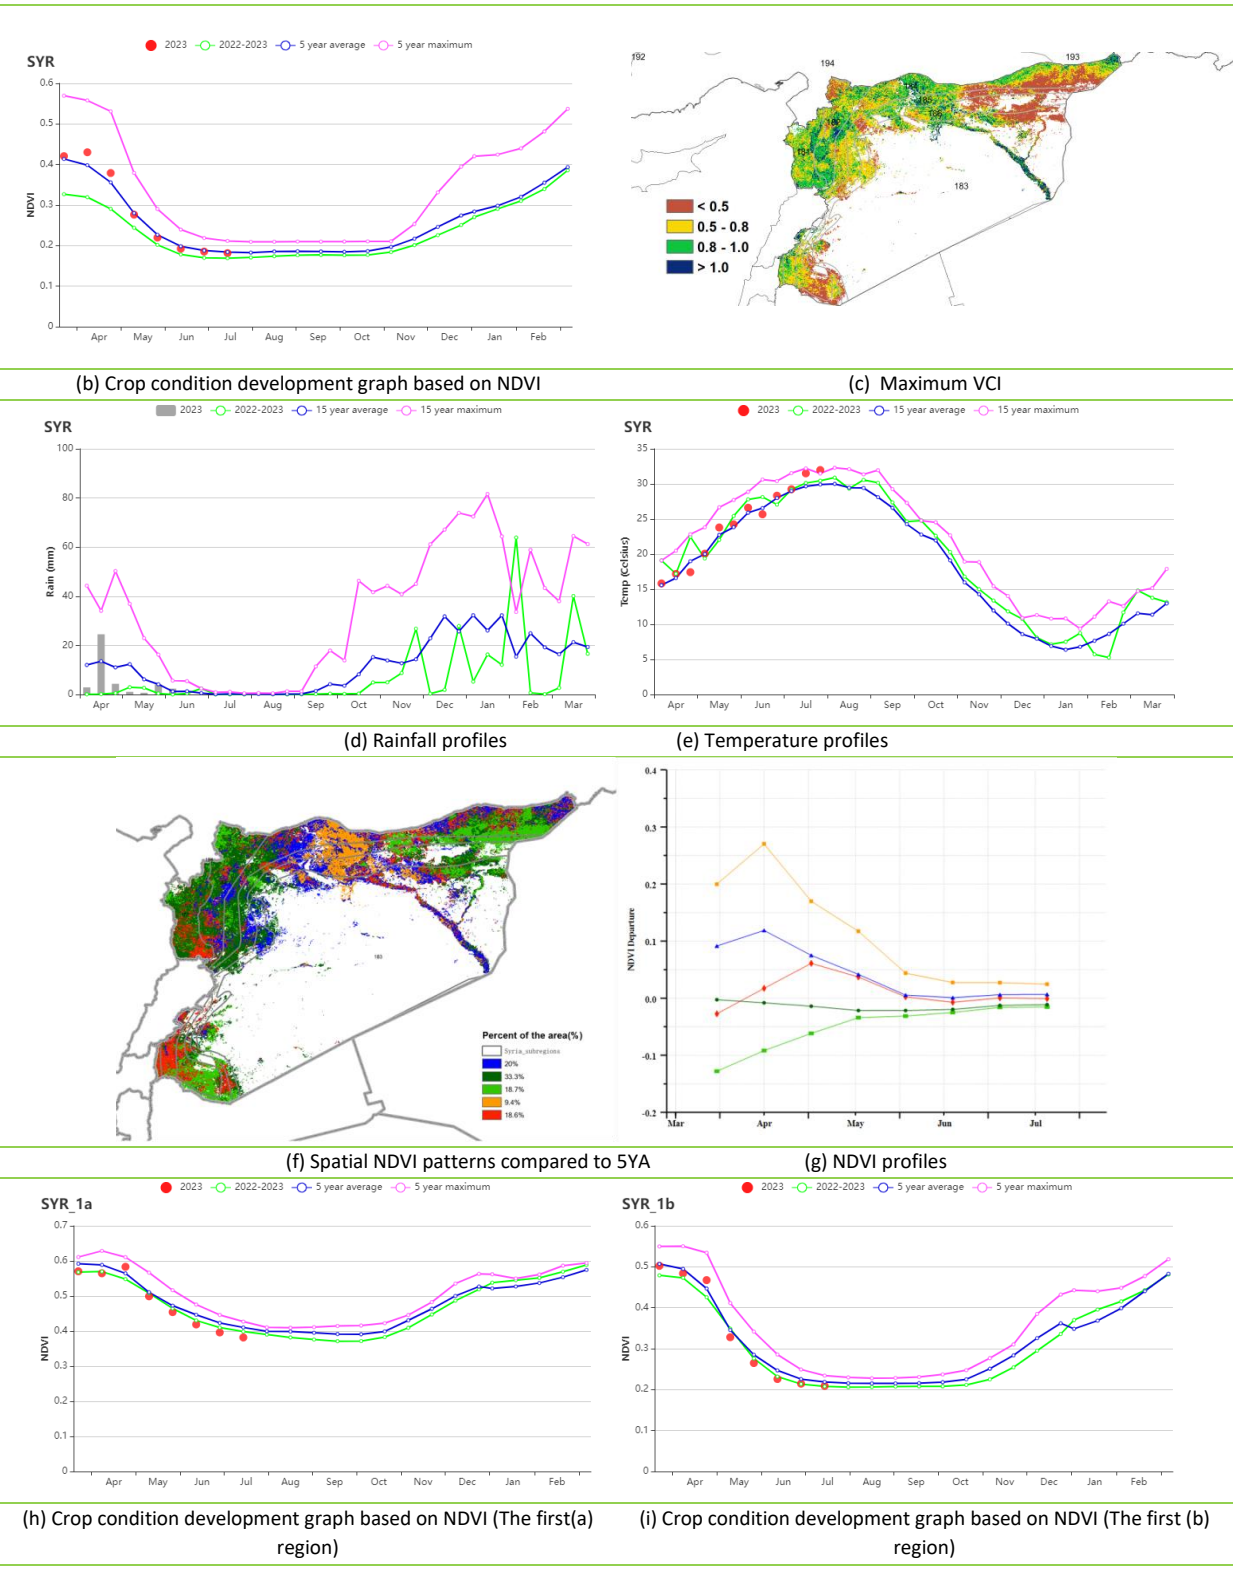 2023 2022-2023 5 year average 5 year maximum
SYR
0.6
0.5
0.4
0.3
0.2
0.1
0
NDVI
Apr May Jun Jul Aug Sep Oct Nov Dec Jan Feb
192
194
193
183
< 0.5
0.5 - 0.8
0.8 - 1.0
> 1.0
(b) Crop condition development graph based on NDVI
(c) Maximum VCI
2023 2022-2023 15 year average 15 year maximum
SYR
100
80
60
40
20
0
Rain (mm)
Apr May Jun Jul Aug Sep Oct Nov Dec Jan Feb Mar
2023 2022-2023 15 year average 15 year maximum
SYR
35
30
25
20
15
10
5
0
Temp (Celsius)
Apr May Jun Jul Aug Sep Oct Nov Dec Jan Feb Mar
(d) Rainfall profiles
(e) Temperature profiles
183
Percent of the area(%)
Syria_subregions
20%
33.3%
18.7%
9.4%
18.6%
0.4
0.3
0.2
0.1
0.0
-0.1
-0.2
NDVI Departure
Mar Apr May Jun Jul
(f) Spatial NDVI patterns compared to 5YA
(g) NDVI profiles
2023 2022-2023 5 year average 5 year maximum
SYR_1a
0.7
0.6
0.5
0.4
0.3
0.2
0.1
0
NDVI
Apr May Jun Jul Aug Sep Oct Nov Dec Jan Feb
2023 2022-2023 5 year average 5 year maximum
SYR_1b
0.6
0.5
0.4
0.3
0.2
0.1
0
NDVI
Apr May Jun Jul Aug Sep Oct Nov Dec Jan Feb
(h) Crop condition development graph based on NDVI (The first(a)
region)
(i) Crop condition development graph based on NDVI (The first (b)
region)